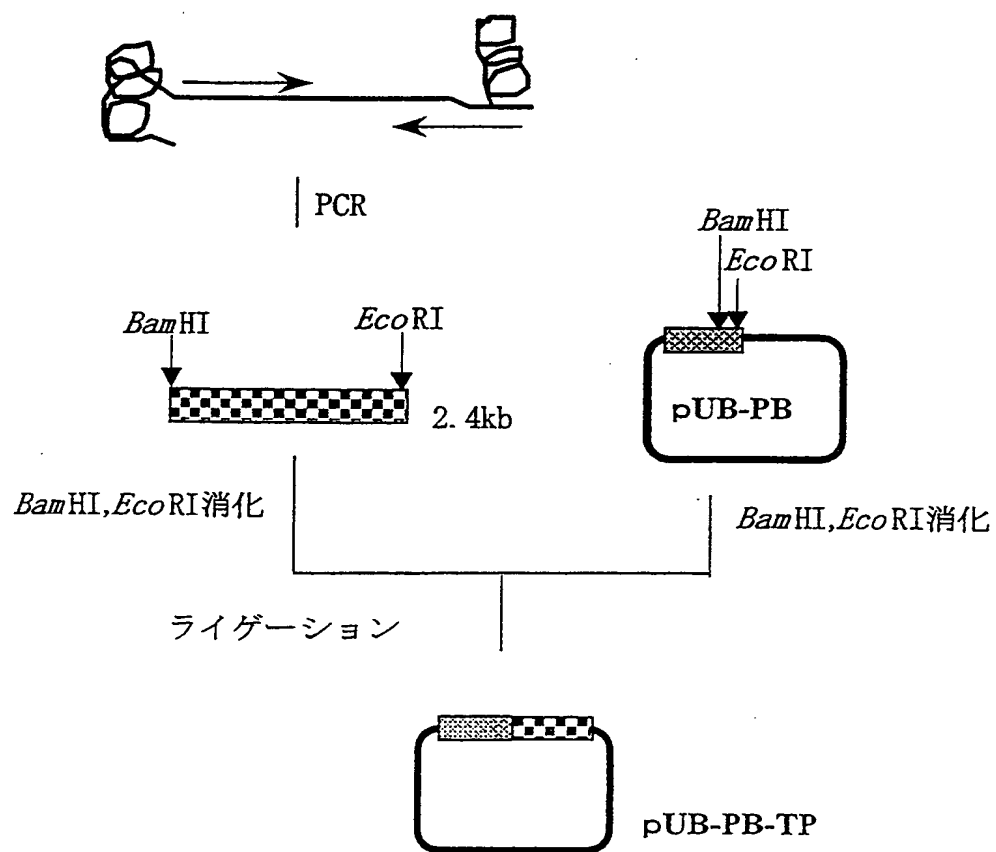 PCR
BamHI
EcoRI
BamHI
EcoRI
2.4kb
pUB-PB
BamHI,EcoRI消化
BamHI,EcoRI消化
ライゲーション
pUB-PB-TP